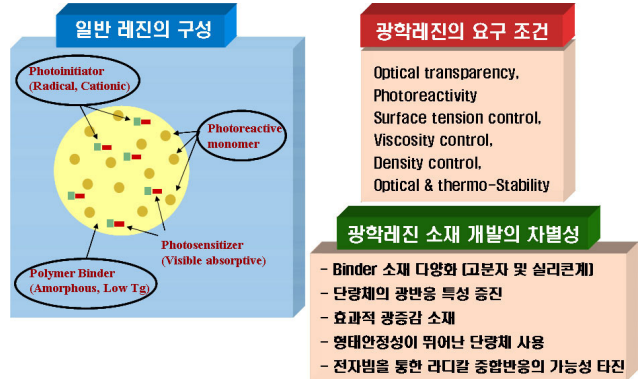 일반 레진의 구성
Photoinitiator
(Radical, Cationic)
Photoreactive
monomer
Photosensitizer
(Visible absorptive)
Polymer Binder
(Amorphous, Low Tg)
광학레진의 요구 조건
Optical transparency,
Photoreactivity
Surface tension control,
Viscosity control,
Density control,
Optical & thermo-Stability
광학레진 소재 개발의 차별성
- Binder 소재 다양화 (고분자 및 실리콘계)
- 단량체의 광반응 특성 증진
- 효과적 광증감 소재
- 형태안정성이 뛰어난 단량체 사용
- 전자빔을 통한 라디칼 중합반응의 가능성 타진